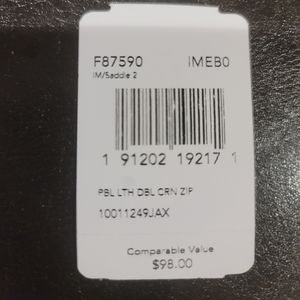 F87590 IMEB0
IM/Saddle 2
1 91202 19217 1
PBL LTH DBL CRN ZIP
10011249JAX
Comparable Value
$98.00